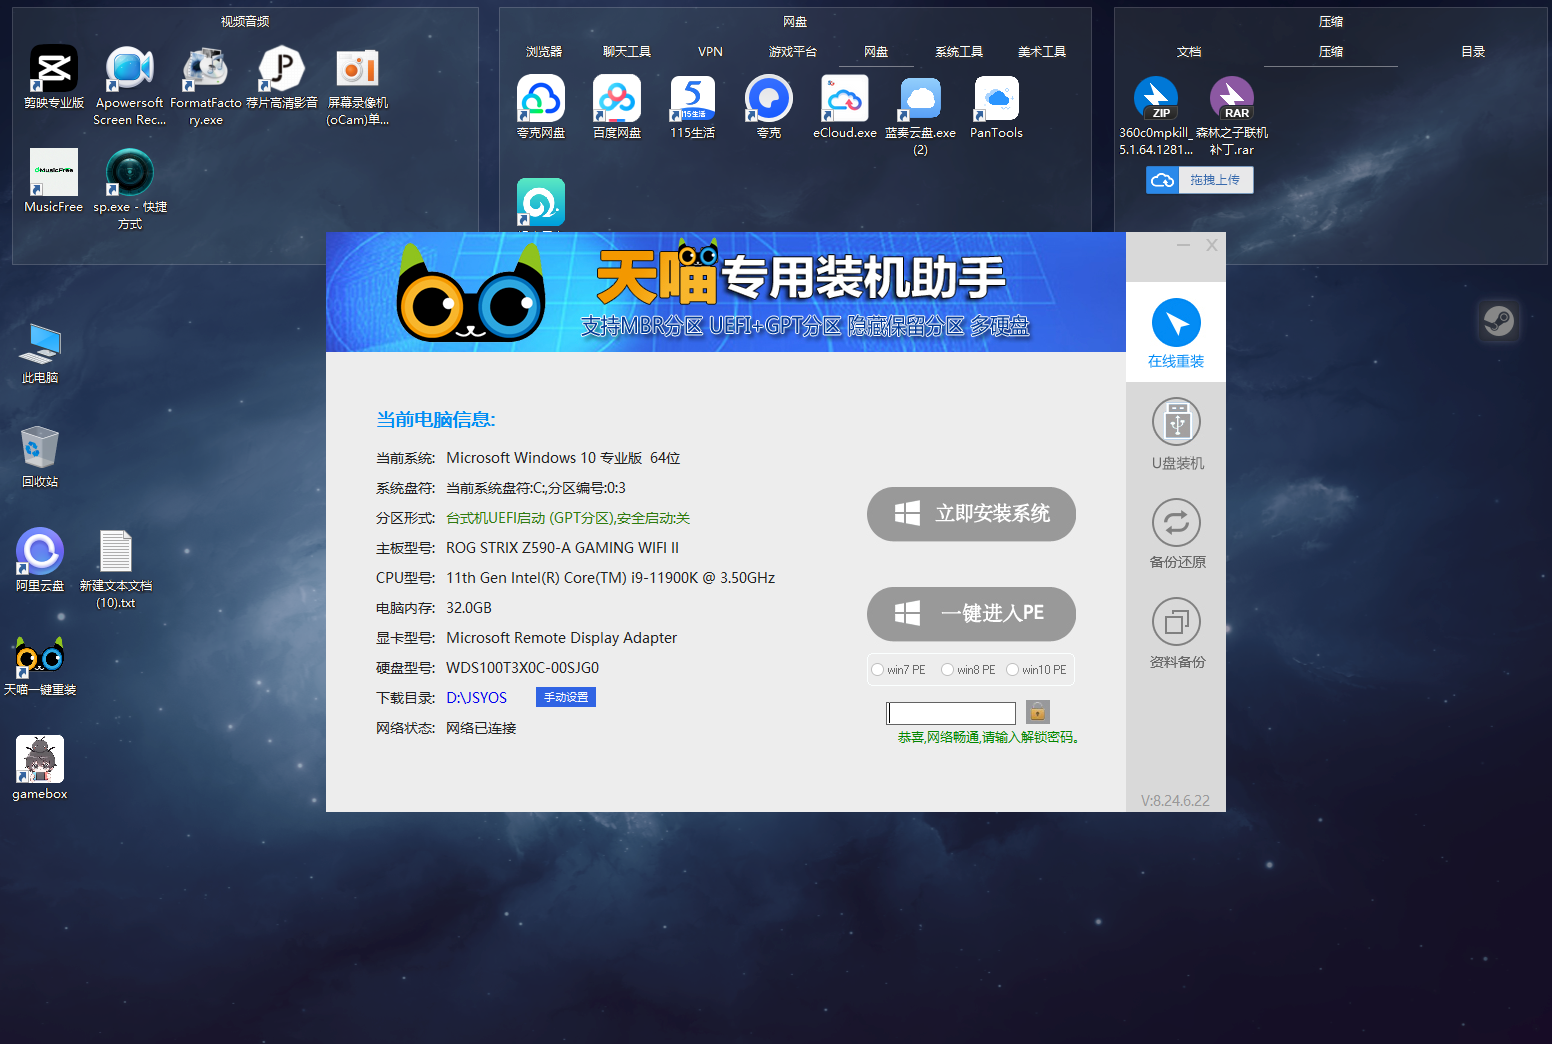 视频音频
剪映专业版
Apowersoft
Screen Rec...
FormatFacto
ry.exe
荐片高清影音
屏幕录像机
(oCam)单...
MusicFree
MusicFree
sp.exe - 快捷
方式
网盘
浏览器 聊天工具 VPN 游戏平台 网盘 系统工具 美术工具
夸克网盘
百度网盘
5
115生活
115生活
夸克
eCloud.exe
蓝奏云盘.exe
(2)
PanTools
压缩
文档 压缩 目录
ZIP
360c0mpkill_
5.1.64.1281...
RAR
森林之子联机
补丁.rar
拖拽上传
此电脑
回收站
阿里云盘
新建文本文档
(10).txt
天喵一键重装
gamebox
天喵专用装机助手
支持MBR分区 UEFI+GPT分区 隐藏保留分区 多硬盘
当前电脑信息:
当前系统: Microsoft Windows 10 专业版 64位
系统盘符: 当前系统盘符:C:,分区编号:0:3
分区形式: 台式机UEFI启动 (GPT分区),安全启动:关
主板型号: ROG STRIX Z590-A GAMING WIFI II
CPU型号: 11th Gen Intel(R) Core(TM) i9-11900K @ 3.50GHz
电脑内存: 32.0GB
显卡型号: Microsoft Remote Display Adapter
硬盘型号: WDS100T3X0C-00SJG0
下载目录: D:\JSYOS 手动设置
网络状态: 网络已连接
立即安装系统
一键进入PE
win7 PE win8 PE win10 PE
恭喜,网络畅通,请输入解锁密码。
在线重装
U盘装机
备份还原
资料备份
V:8.24.6.22